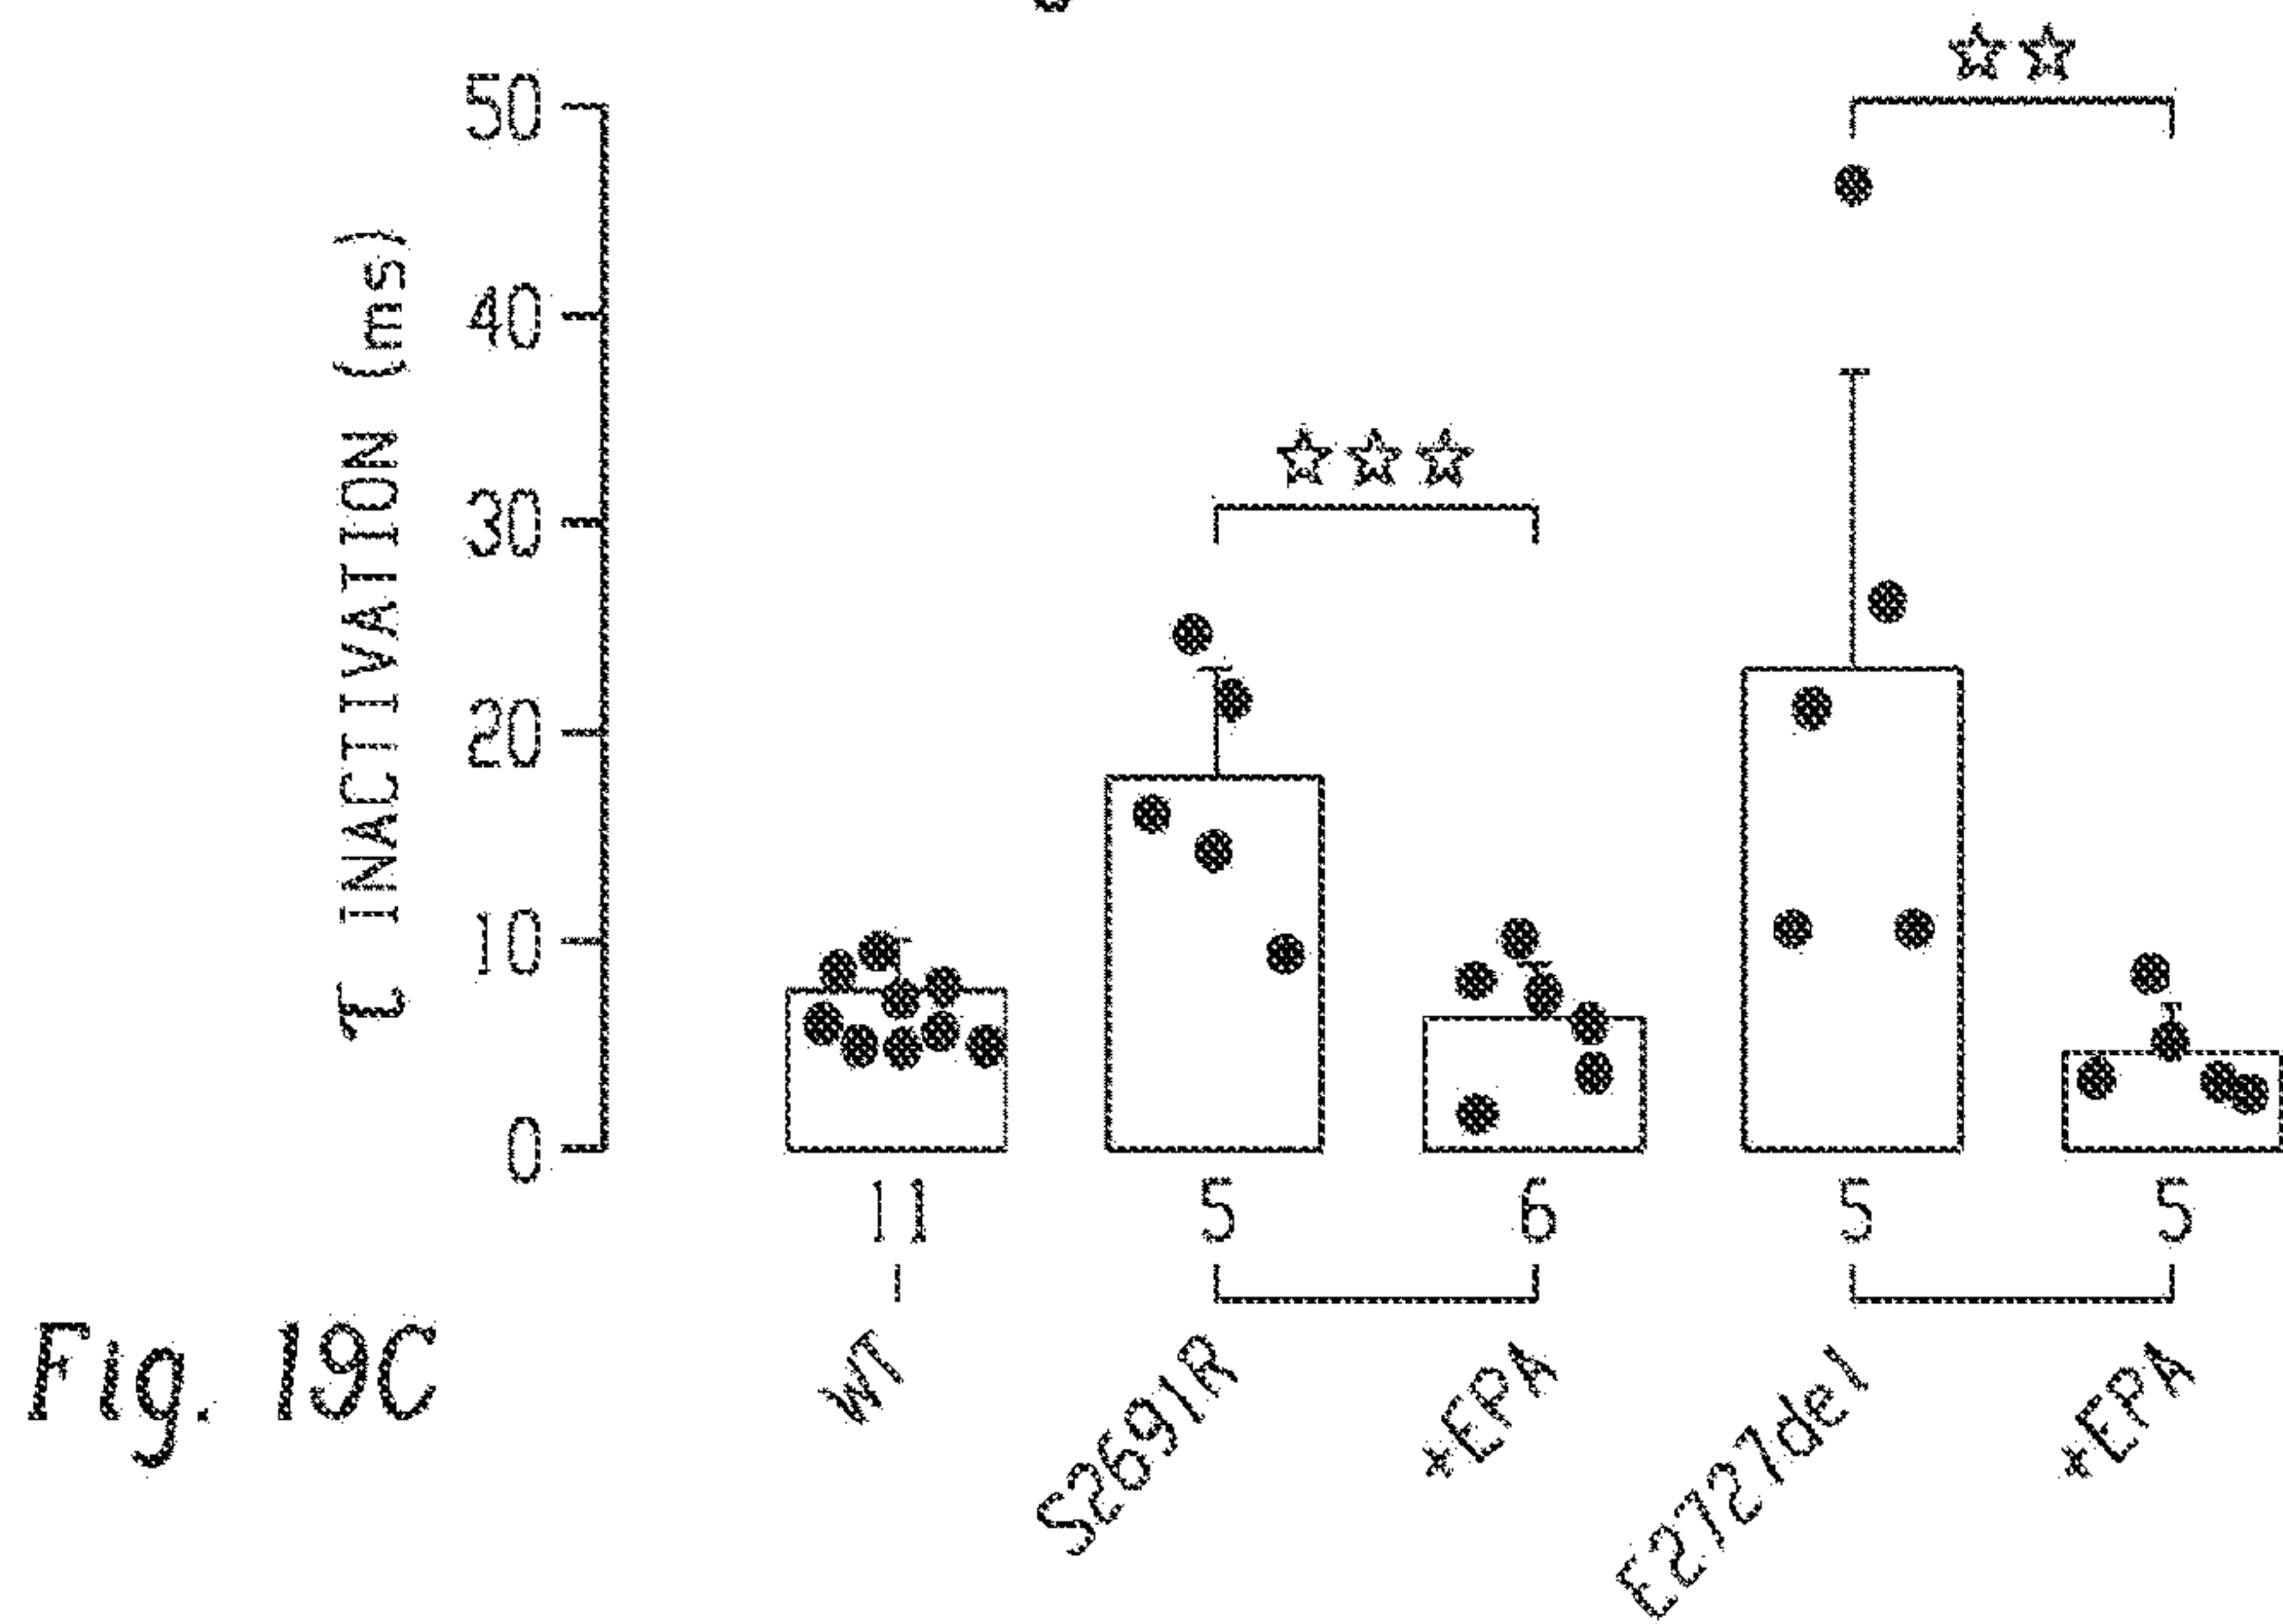 ☆☆
☆☆☆
τ INACTIVATION (ms)
50
40
30
20
10
0
11 5 6 5 5
WT S2691R +EPA E2727del +EPA
Fig. 19C